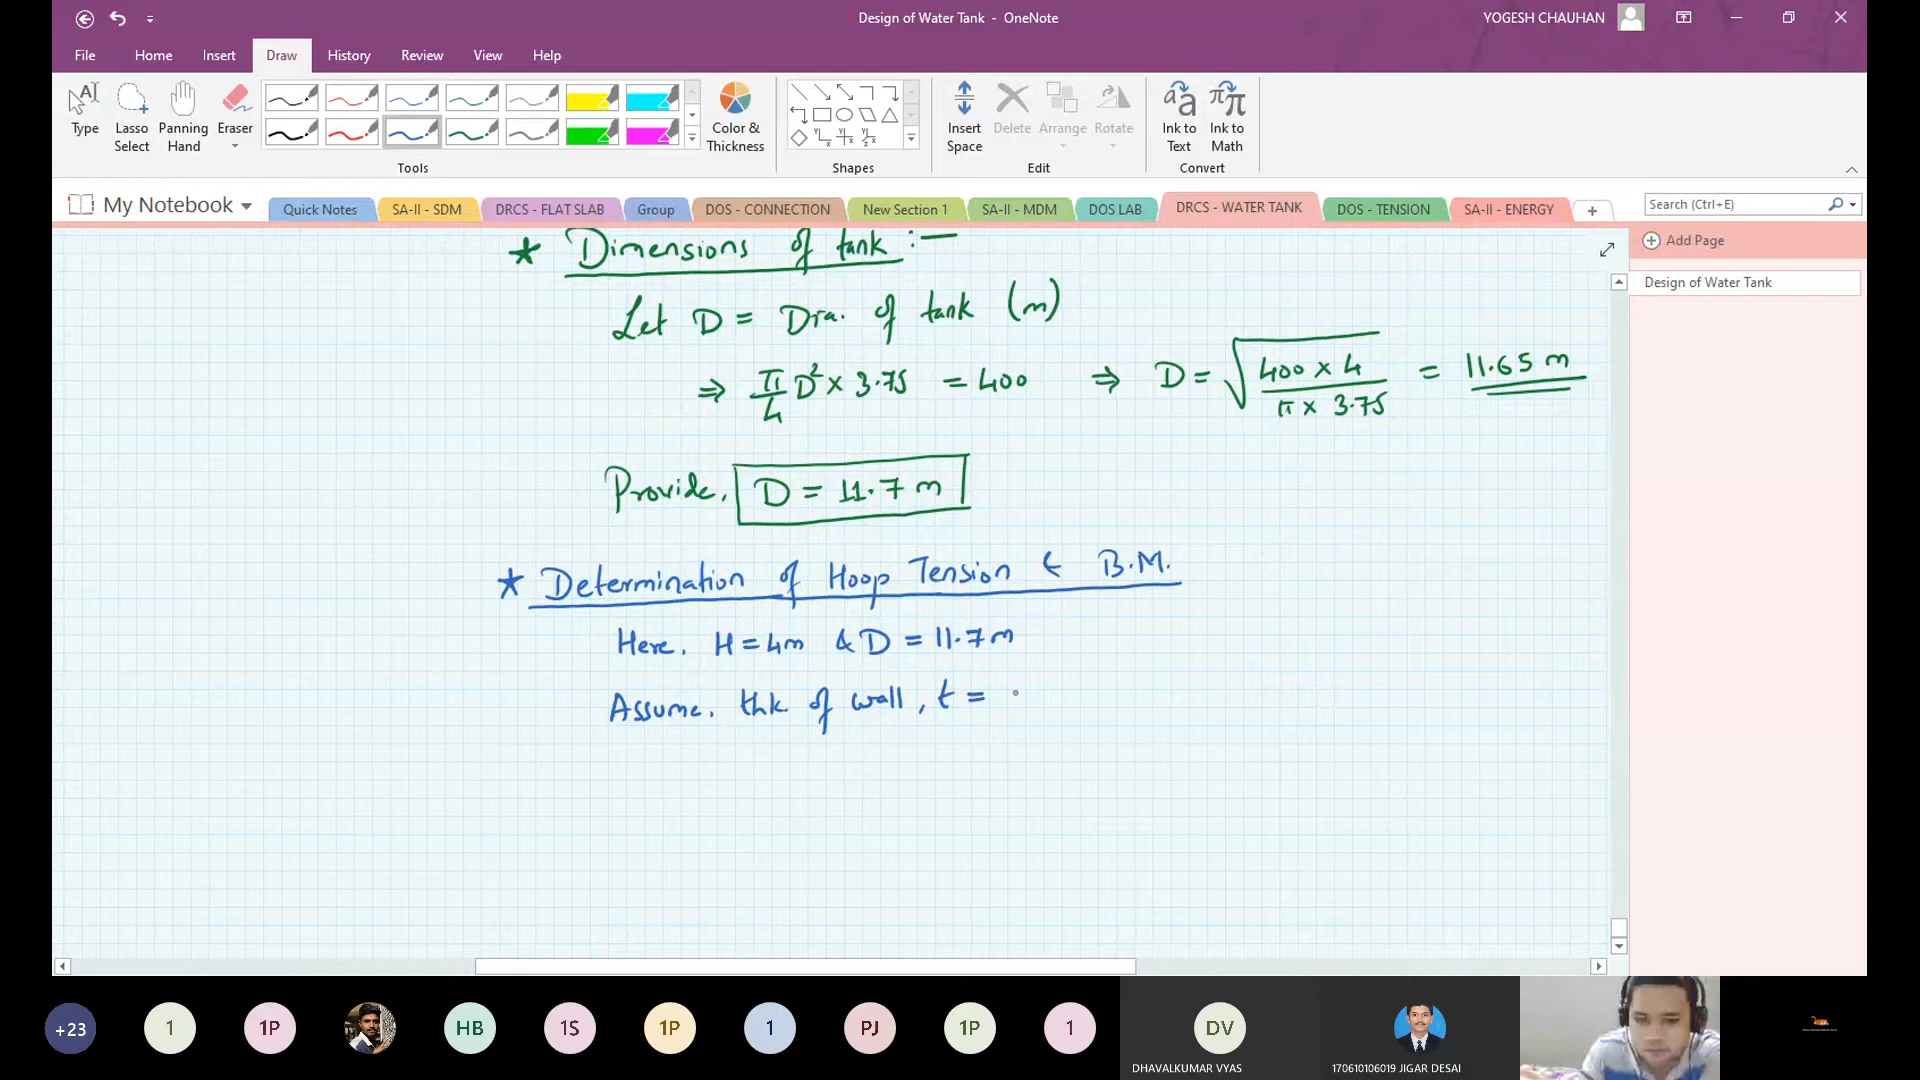 Design of Water Tank - OneNote
YOGESH CHAUHAN
File Home Insert Draw History Review View Help
Type
Lasso Select
Panning Hand
Eraser
Color & Thickness
Insert Space
Delete
Arrange
Rotate
Ink to Text
Ink to Math
Tools Shapes Edit Convert
My Notebook
Quick Notes SA-II - SDM DRCS - FLAT SLAB Group DOS - CONNECTION New Section 1 SA-II - MDM DOS LAB DRCS - WATER TANK DOS - TENSION SA-II - ENERGY +
Search (Ctrl+E)
Add Page
Design of Water Tank
★ Dimensions of tank :—
Let D = Dia. of tank (m)
⇒ π/4 D² × 3.75 = 400 ⇒ D = √(400 × 4 / π × 3.75) = 11.65 m
Provide, D = 11.7 m
★ Determination of Hoop Tension & B.M.
Here, H = 4m & D = 11.7 m
Assume, thk. of wall, t =
+23 1 1P HB 1S 1P 1 PJ 1P 1 DV
DHAVALKUMAR VYAS
170610106019 JIGAR DESAI